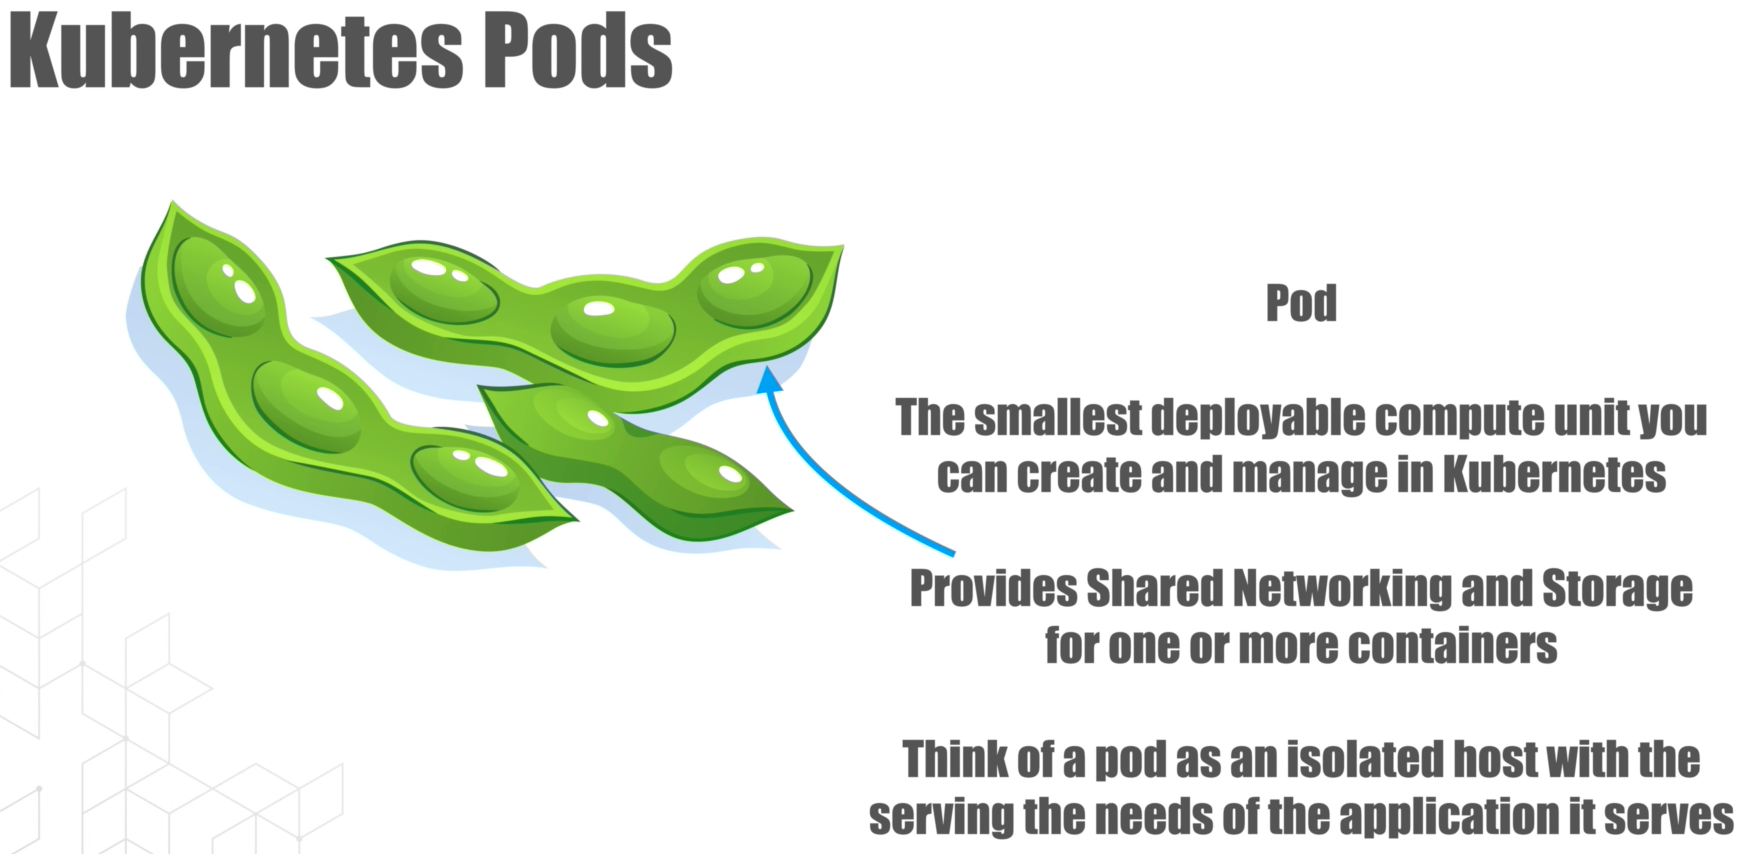 Kubernetes Pods
Pod
The smallest deployable compute unit you
can create and manage in Kubernetes
Provides Shared Networking and Storage
for one or more containers
Think of a pod as an isolated host with the
serving the needs of the application it serves